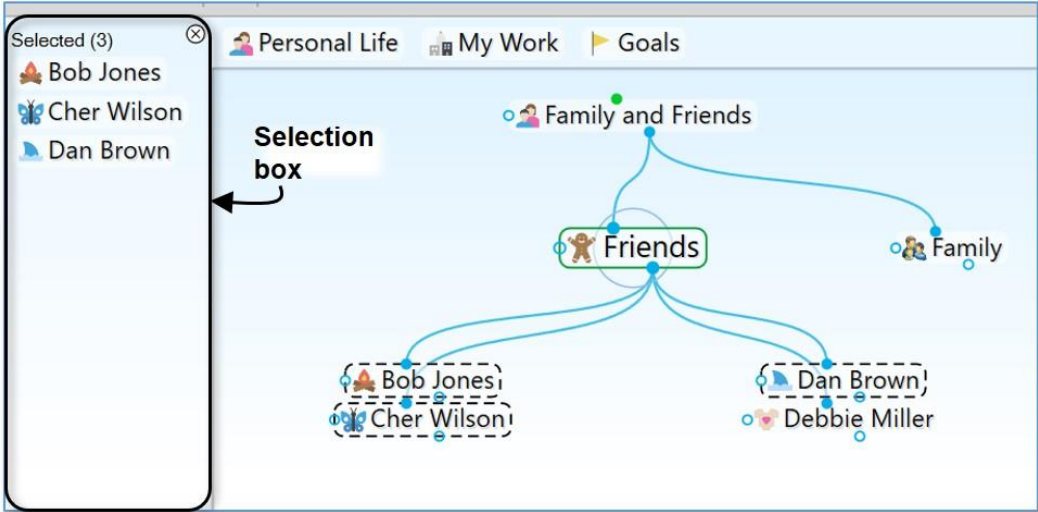 Selected (3)
Bob Jones
Cher Wilson
Dan Brown
Personal Life My Work Goals
Selection
box
Family and Friends
Friends
Family
Bob Jones
Cher Wilson
Dan Brown
Debbie Miller